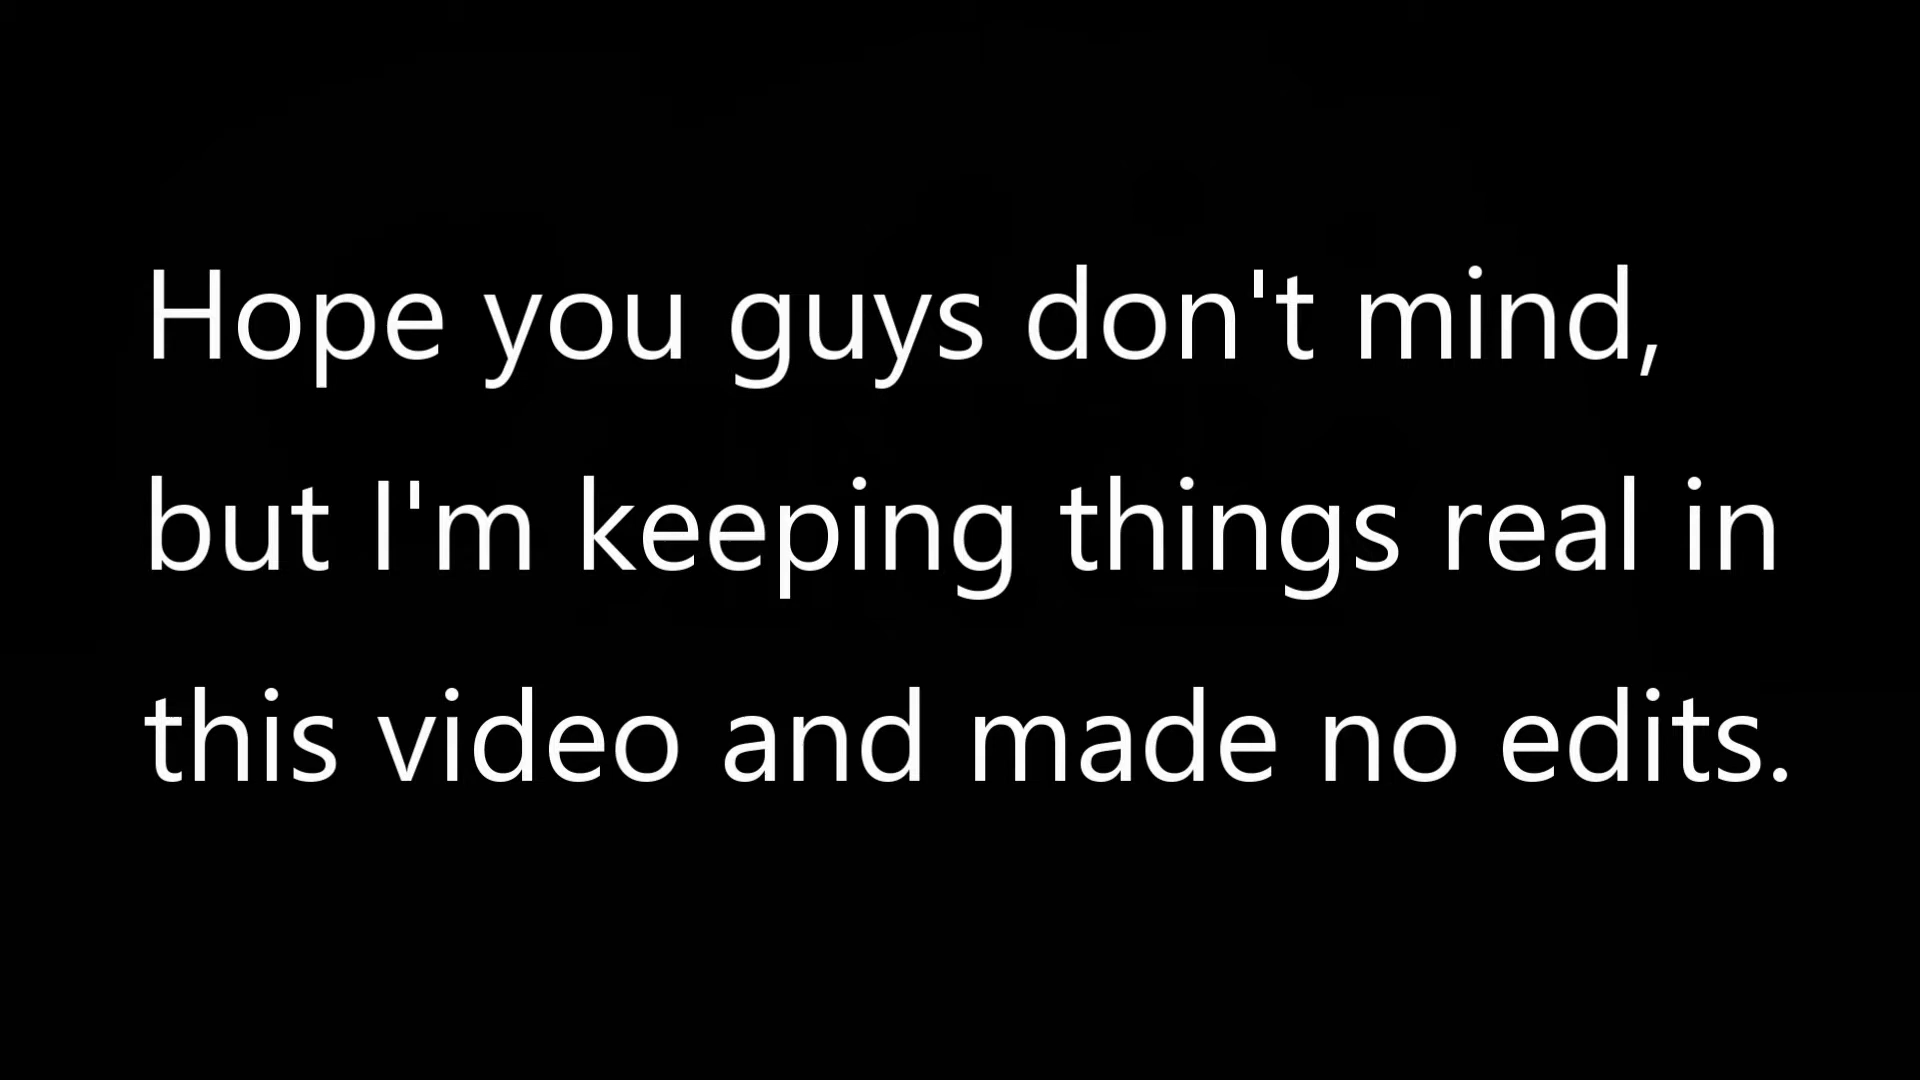 Hope you guys don't mind,
but I'm keeping things real in
this video and made no edits.